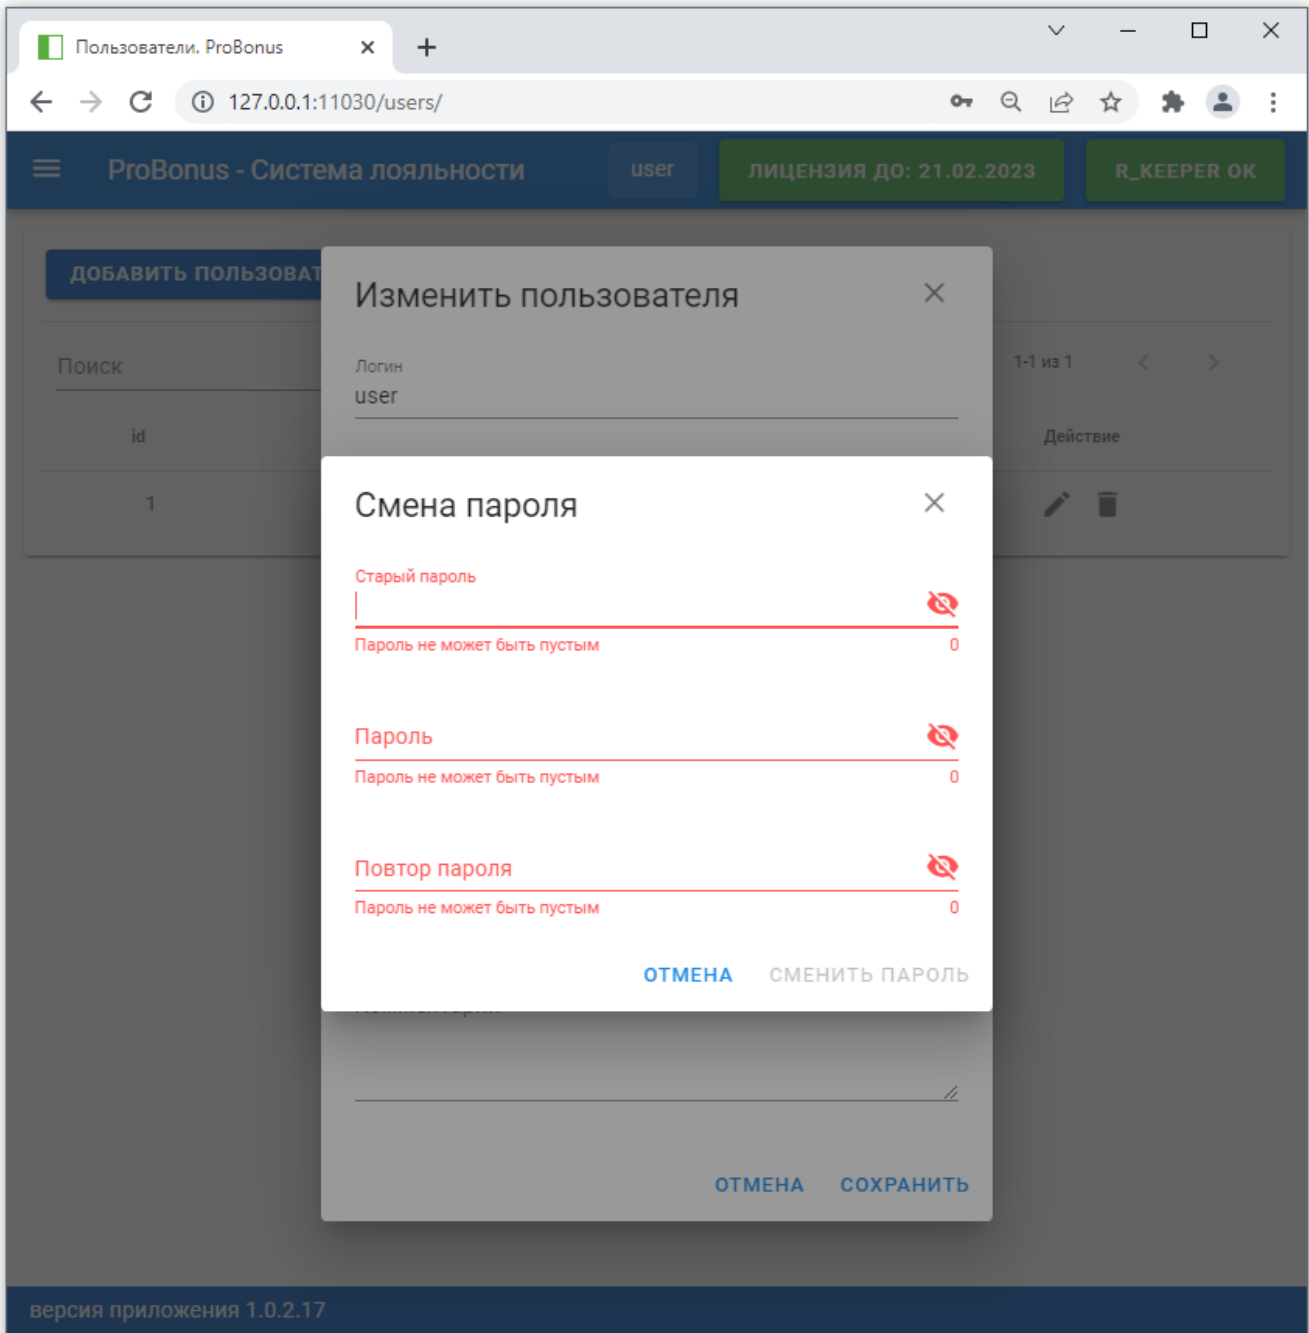 Пользователи. ProBonus
127.0.0.1:11030/users/
ProBonus - Система лояльности
user
ЛИЦЕНЗИЯ ДО: 21.02.2023
R_KEEPER OK
ДОБАВИТЬ ПОЛЬЗОВАТ
Изменить пользователя
Поиск
1-1 из 1
Логин
user
id
Действие
1
Смена пароля
Старый пароль
Пароль не может быть пустым
0
Пароль
Пароль не может быть пустым
0
Повтор пароля
Пароль не может быть пустым
0
ОТМЕНА
СМЕНИТЬ ПАРОЛЬ
ОТМЕНА
СОХРАНИТЬ
версия приложения 1.0.2.17